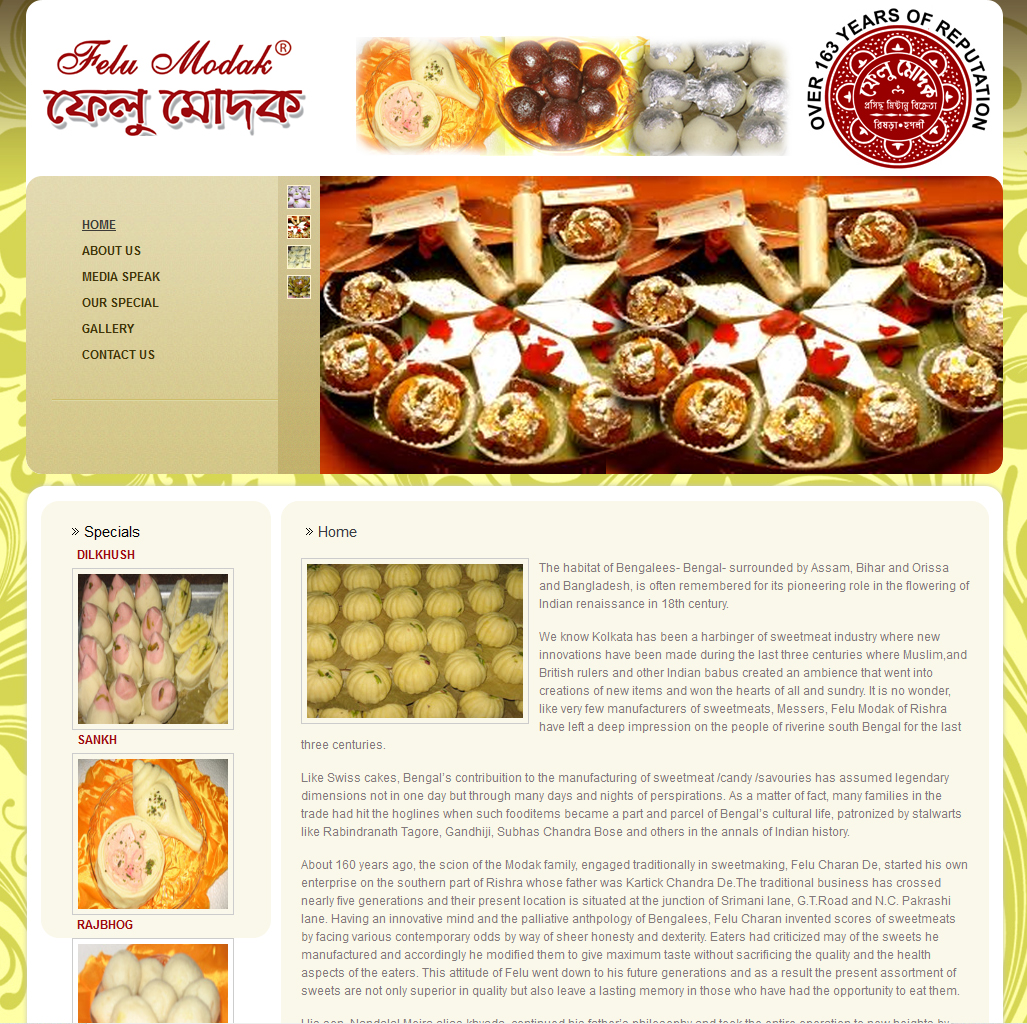 Felu Modak®
ফেলু মোদক
OVER 163 YEARS OF REPUTATION
ফেলু মোদক
প্রসিদ্ধ মিষ্টান্ন বিক্রেতা
রিষড়া•হুগলী
HOME
ABOUT US
MEDIA SPEAK
OUR SPECIAL
GALLERY
CONTACT US
Specials
DILKHUSH
SANKH
RAJBHOG
Home
The habitat of Bengalees- Bengal- surrounded by Assam, Bihar and Orissa
and Bangladesh, is often remembered for its pioneering role in the flowering of
Indian renaissance in 18th century.
We know Kolkata has been a harbinger of sweetmeat industry where new
innovations have been made during the last three centuries where Muslim,and
British rulers and other Indian babus created an ambience that went into
creations of new items and won the hearts of all and sundry. It is no wonder,
like very few manufacturers of sweetmeats, Messers, Felu Modak of Rishra
have left a deep impression on the people of riverine south Bengal for the last
three centuries.
Like Swiss cakes, Bengal's contribuition to the manufacturing of sweetmeat /candy /savouries has assumed legendary
dimensions not in one day but through many days and nights of perspirations. As a matter of fact, many families in the
trade had hit the hoglines when such fooditems became a part and parcel of Bengal's cultural life, patronized by stalwarts
like Rabindranath Tagore, Gandhiji, Subhas Chandra Bose and others in the annals of Indian history.
About 160 years ago, the scion of the Modak family, engaged traditionally in sweetmaking, Felu Charan De, started his own
enterprise on the southern part of Rishra whose father was Kartick Chandra De.The traditional business has crossed
nearly five generations and their present location is situated at the junction of Srimani lane, G.T.Road and N.C. Pakrashi
lane. Having an innovative mind and the palliative anthpology of Bengalees, Felu Charan invented scores of sweetmeats
by facing various contemporary odds by way of sheer honesty and dexterity. Eaters had criticized may of the sweets he
manufactured and accordingly he modified them to give maximum taste without sacrificing the quality and the health
aspects of the eaters. This attitude of Felu went down to his future generations and as a result the present assortment of
sweets are not only superior in quality but also leave a lasting memory in those who have had the opportunity to eat them.